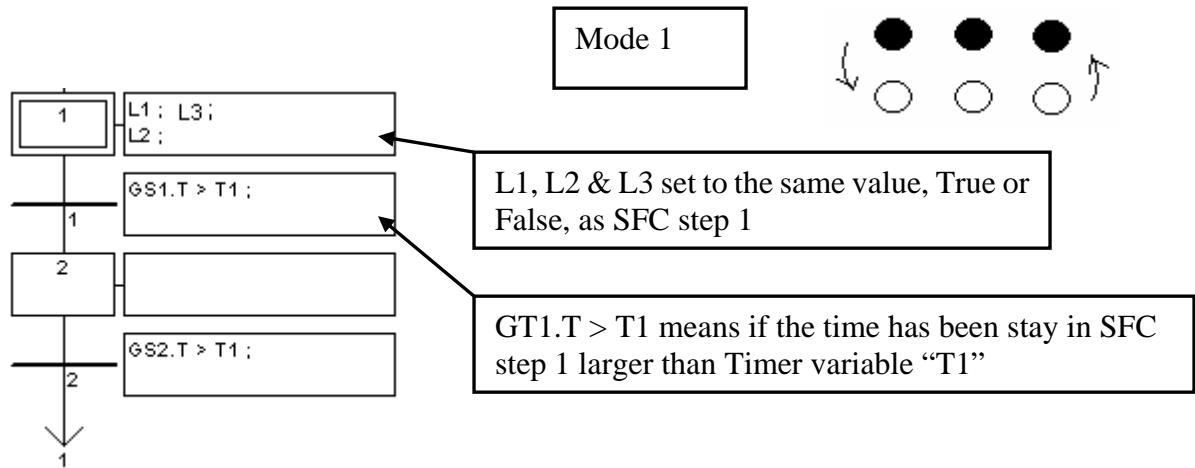 Mode 1
1
L1 ; L3 ;
L2 ;
L1, L2 & L3 set to the same value, True or
False, as SFC step 1
GS1.T > T1 ;
1
2
GT1.T > T1 means if the time has been stay in SFC
step 1 larger than Timer variable “T1”
GS2.T > T1 ;
2
1